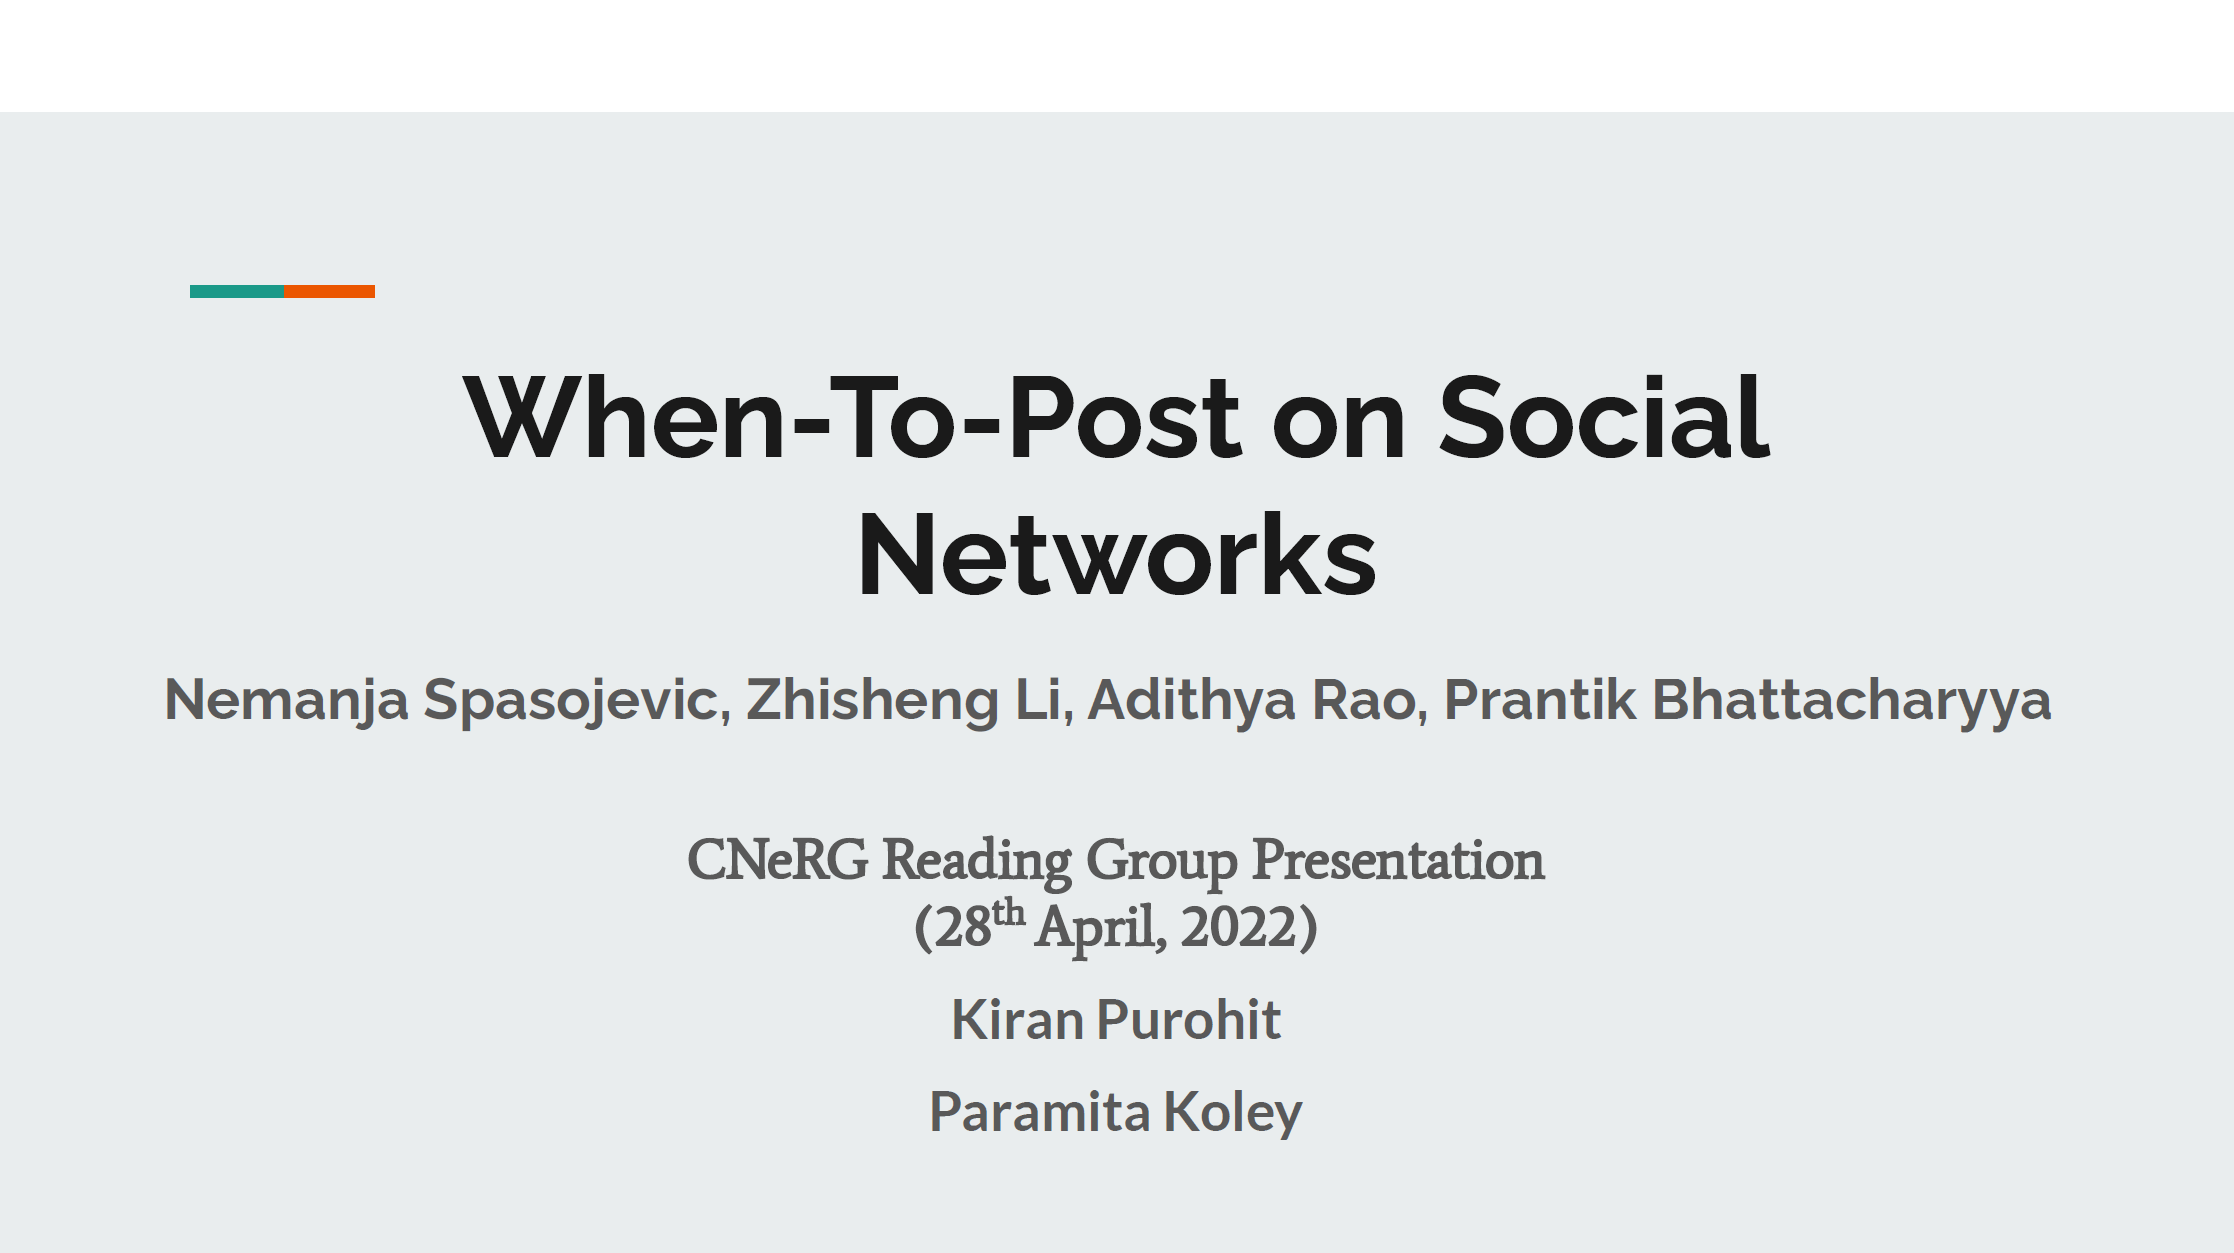 When-To-Post on Social
Networks
Nemanja Spasojevic, Zhisheng Li, Adithya Rao, Prantik Bhattacharyya
CNeRG Reading Group Presentation
(28th April, 2022)
Kiran Purohit
Paramita Koley